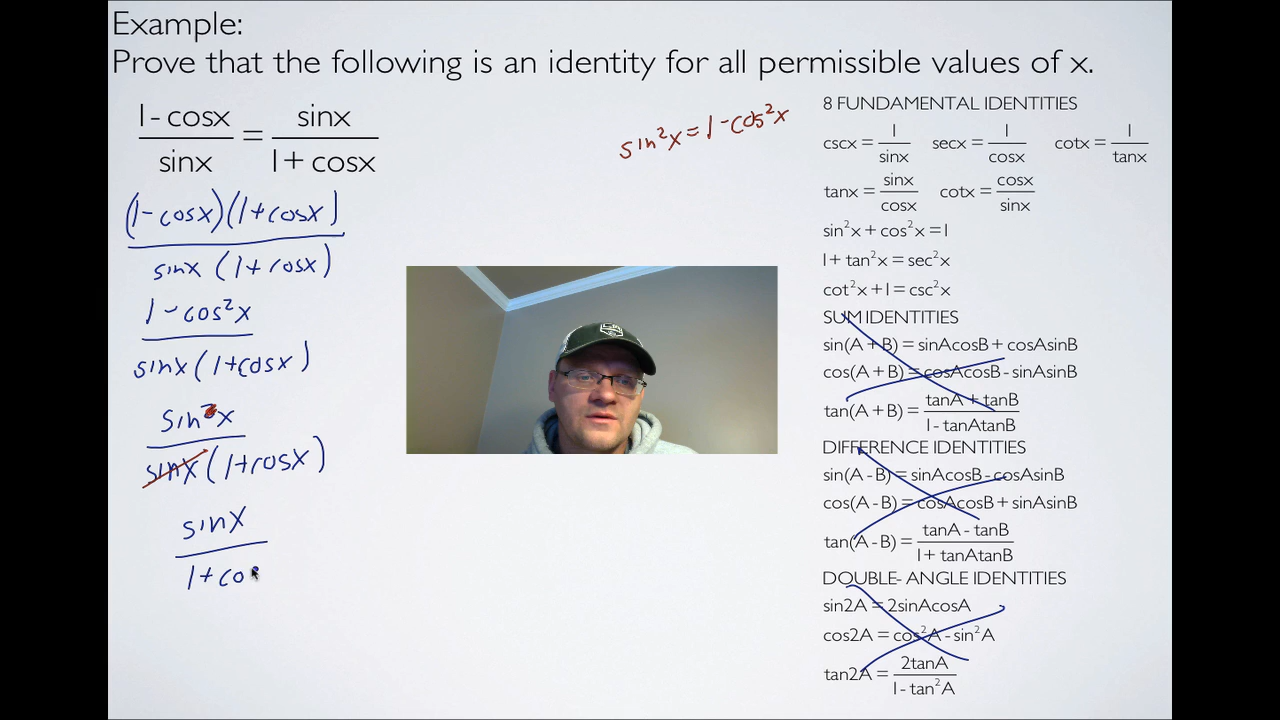 Example:
Prove that the following is an identity for all permissible values of x.
1 - cosx / sinx = sinx / 1 + cosx
(1-cosx)(1+cosx) / sinx (1+cosx)
1-cos²x / sinx(1+cosx)
sin²x / sinx(1+cosx)
sinx / 1+cos
sin²x=1-cos²x
8 FUNDAMENTAL IDENTITIES
cscx = 1 / sinx secx = 1 / cosx cotx = 1 / tanx
tanx = sinx / cosx cotx = cosx / sinx
sin²x + cos²x = 1
1 + tan²x = sec²x
cot²x + 1 = csc²x
SUM IDENTITIES
sin(A + B) = sinAcosB + cosAsinB
cos(A + B) = cosAcosB - sinAsinB
tan(A + B) = tanA + tanB / 1 - tanAtanB
DIFFERENCE IDENTITIES
sin(A - B) = sinAcosB - cosAsinB
cos(A - B) = cosAcosB + sinAsinB
tan(A - B) = tanA - tanB / 1 + tanAtanB
DOUBLE- ANGLE IDENTITIES
sin2A = 2sinAcosA
cos2A = cos²A - sin²A
tan2A = 2tanA / 1 - tan²A